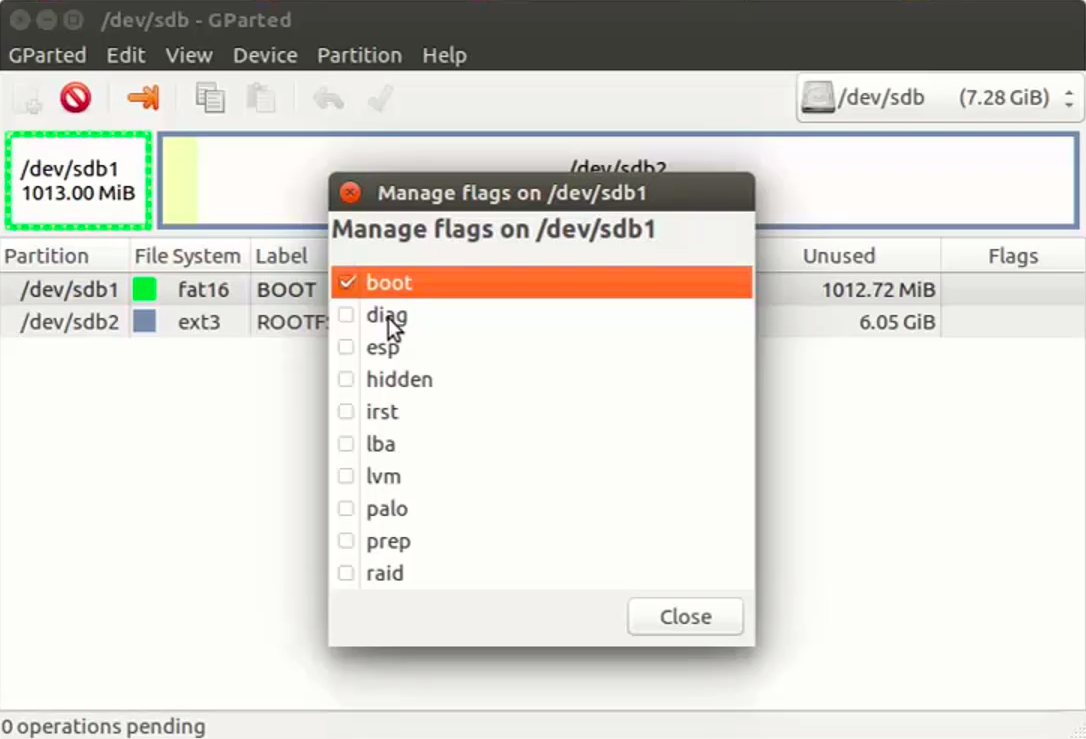 /dev/sdb - GParted
GParted Edit View Device Partition Help
/dev/sdb (7.28 GiB)
/dev/sdb1
1013.00 MiB
/dev/sdb2
Partition File System Label Unused Flags
/dev/sdb1 fat16 BOOT 1012.72 MiB
/dev/sdb2 ext3 ROOTF 6.05 GiB
Manage flags on /dev/sdb1
Manage flags on /dev/sdb1
boot
diag
esp
hidden
irst
lba
lvm
palo
prep
raid
Close
0 operations pending